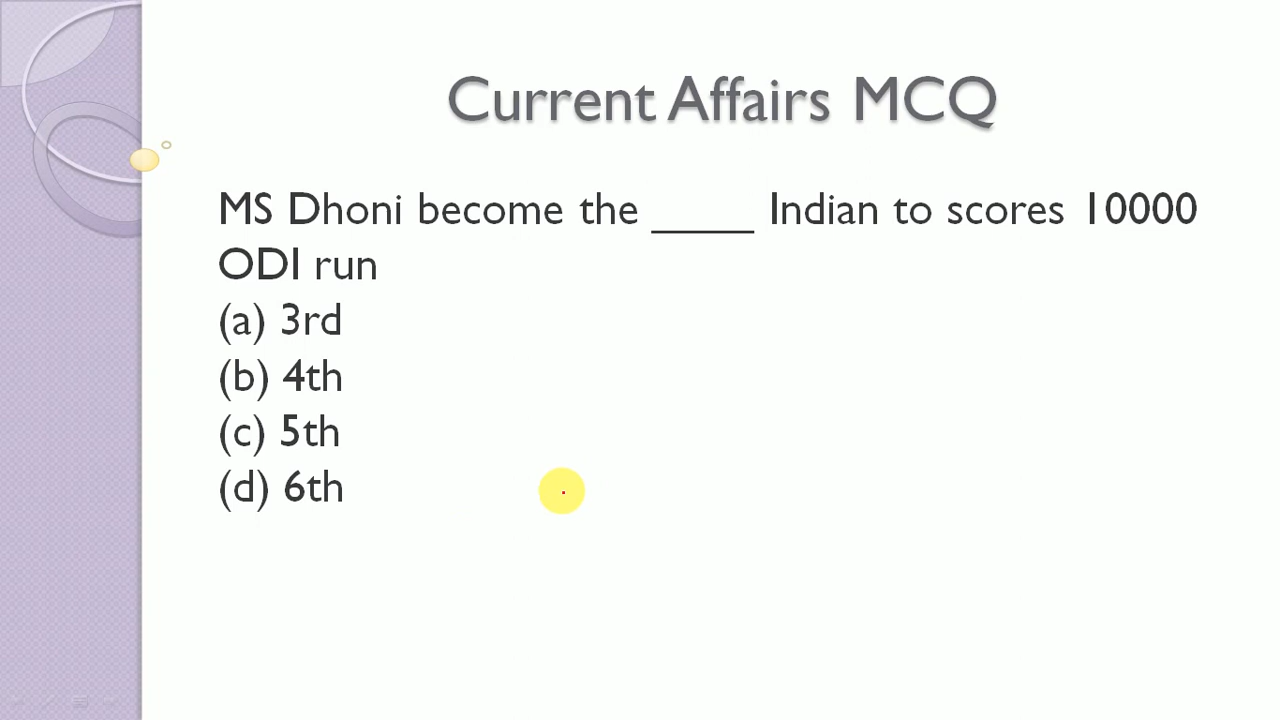 Current Affairs MCQ
MS Dhoni become the _____ Indian to scores 10000
ODI run
(a) 3rd
(b) 4th
(c) 5th
(d) 6th